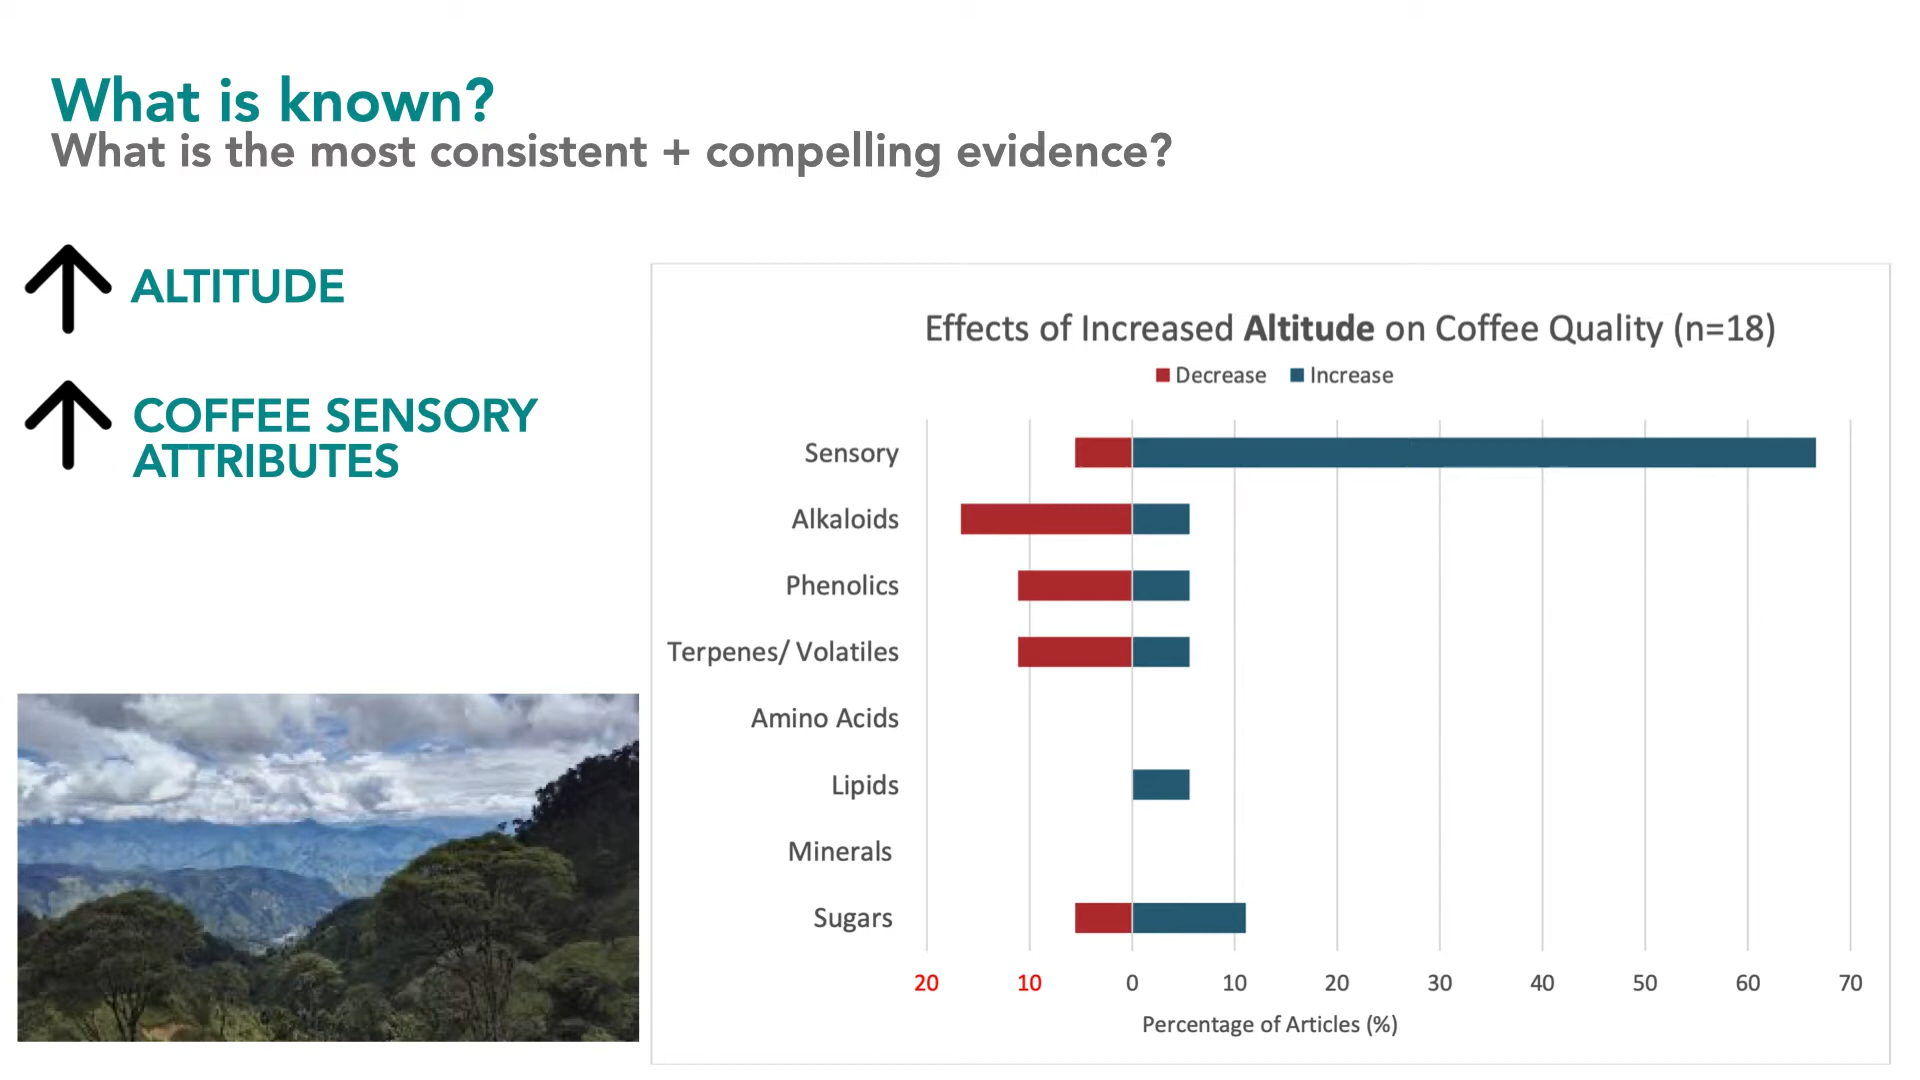 What is known?
What is the most consistent + compelling evidence?
ALTITUDE
COFFEE SENSORY
ATTRIBUTES
Effects of Increased Altitude on Coffee Quality (n=18)
Decrease Increase
Sensory
Alkaloids
Phenolics
Terpenes/ Volatiles
Amino Acids
Lipids
Minerals
Sugars
20 10 0 10 20 30 40 50 60 70
Percentage of Articles (%)